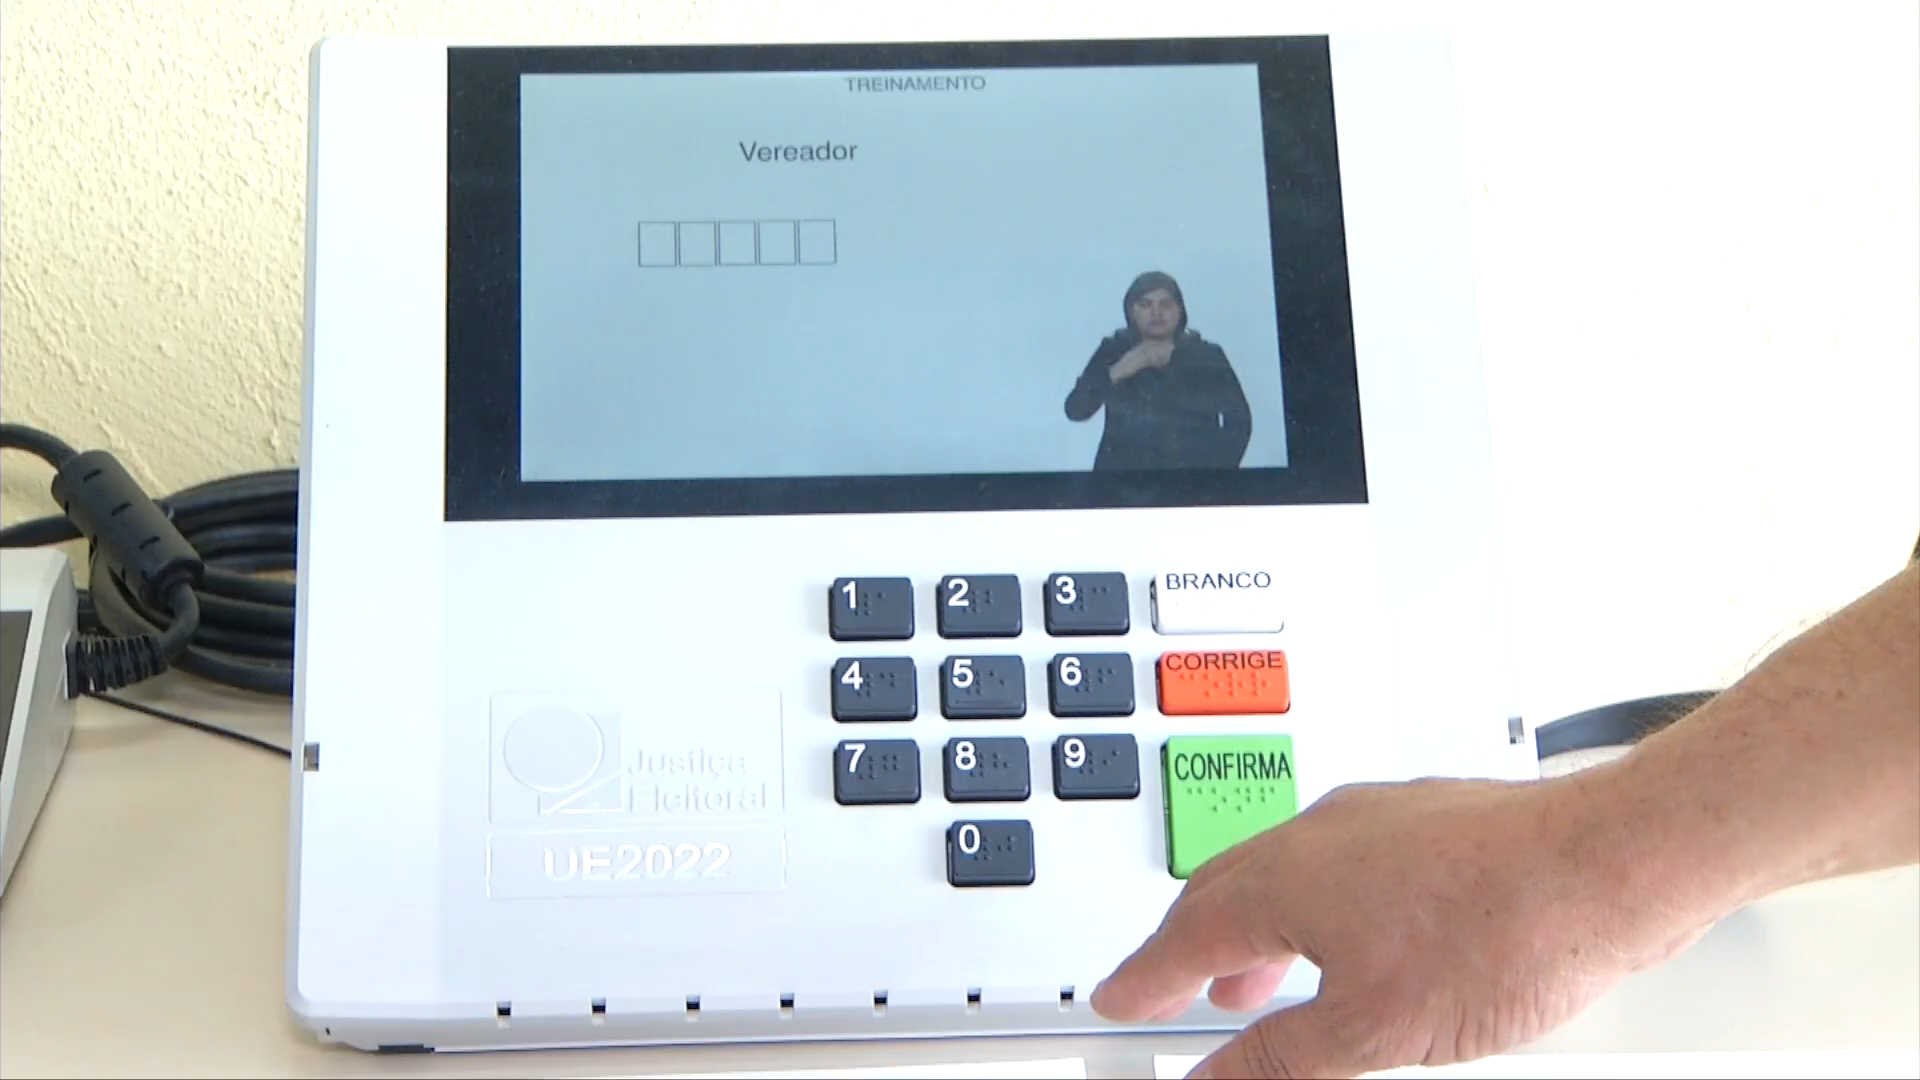 TREINAMENTO
Vereador
1 2 3 BRANCO
4 5 6 CORRIGE
7 8 9 CONFIRMA
0
Justiça
Eleitoral
UE2022